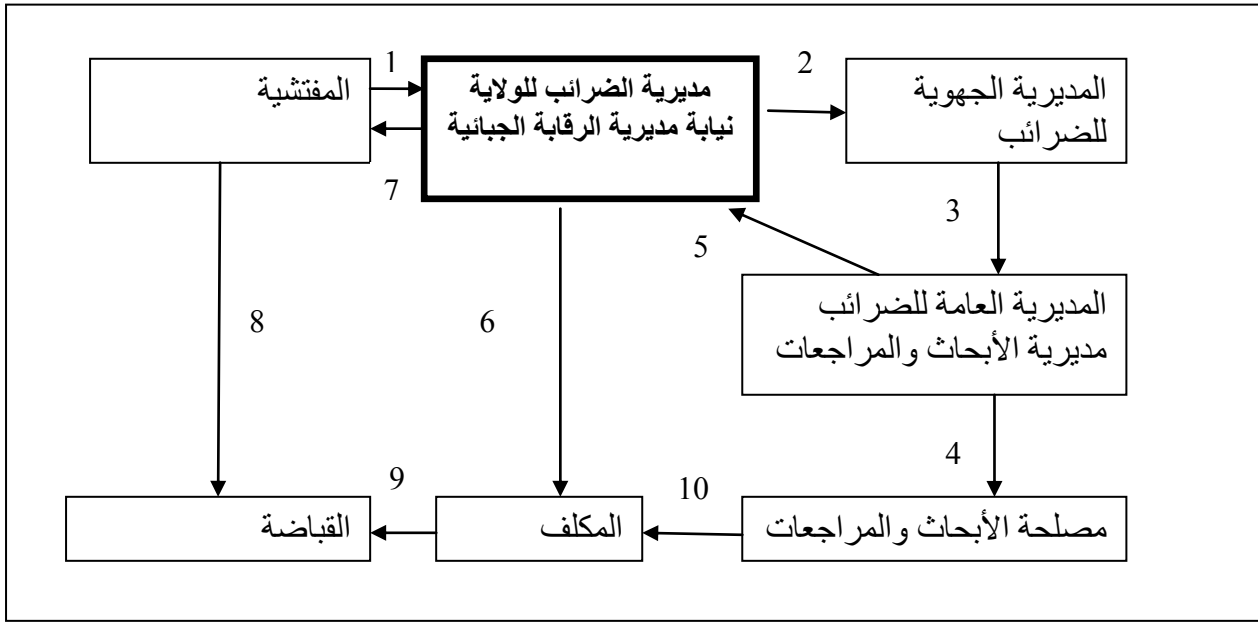 1
2
المفتشية
مديرية الضرائب للولاية
نيابة مديرية الرقابة الجبائية
المديرية الجهوية
للضرائب
7
3
5
المديرية العامة للضرائب
مديرية الأبحاث والمراجعات
8
6
4
9
10
القباضة
المكلف
مصلحة الأبحاث والمراجعات